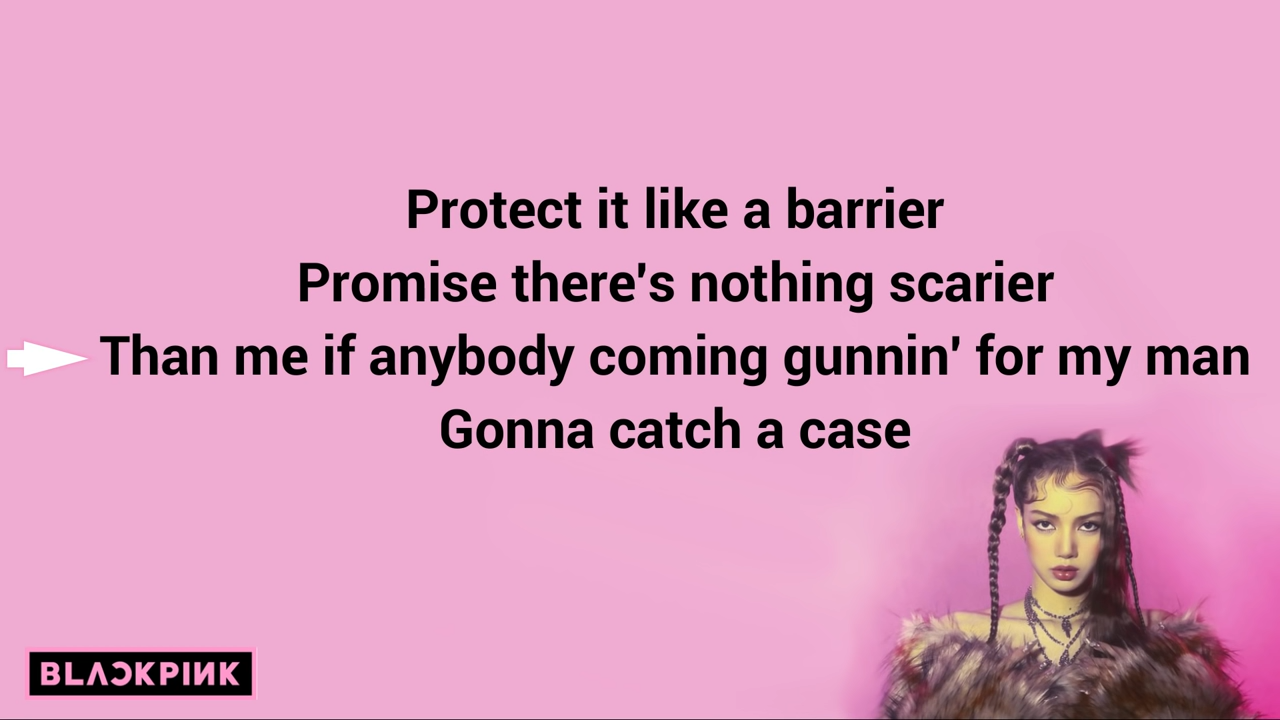 Protect it like a barrier
Promise there's nothing scarier
Than me if anybody coming gunnin' for my man
Gonna catch a case
BLACKPINK